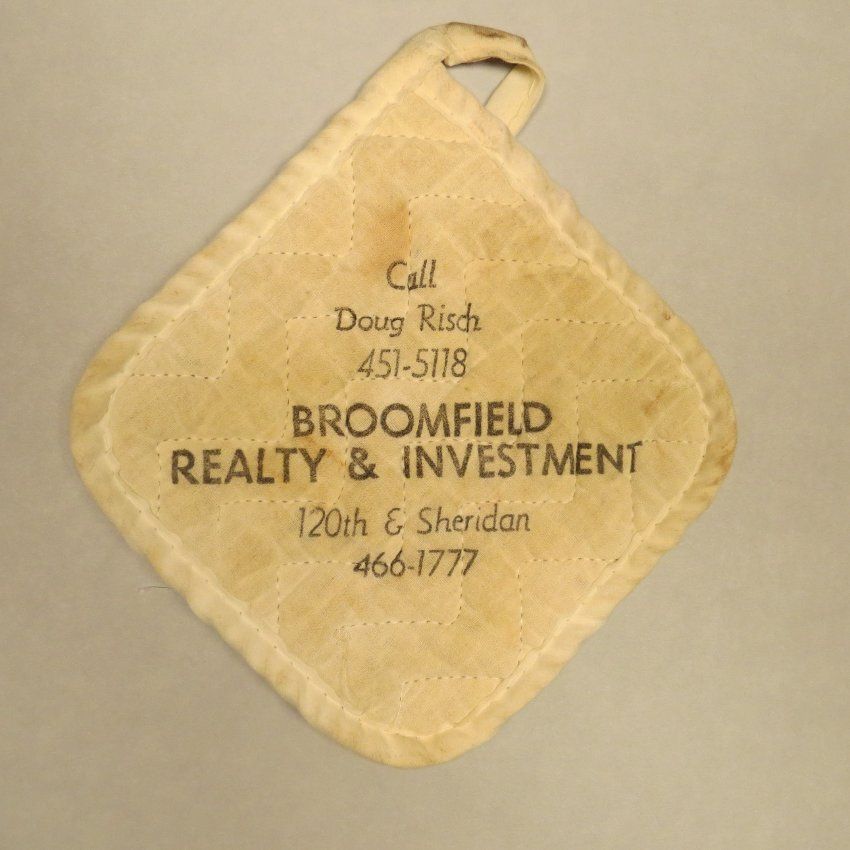 Call
Doug Risch
451-5118
BROOMFIELD
REALTY & INVESTMENT
120th & Sheridan
466-1777